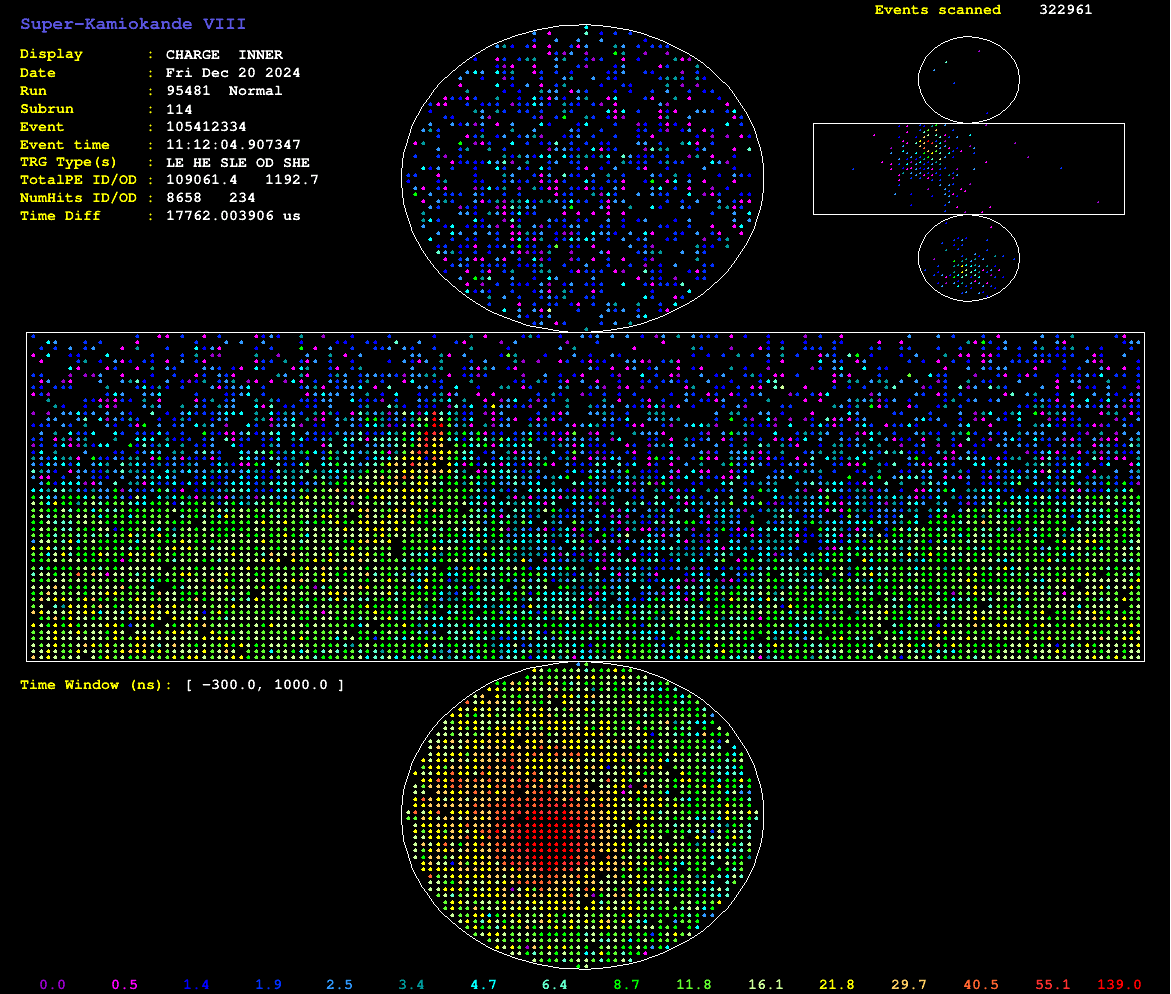 Super-Kamiokande VIII
Events scanned 322961
Display : CHARGE INNER
Date : Fri Dec 20 2024
Run : 95481 Normal
Subrun : 114
Event : 105412334
Event time : 11:12:04.907347
TRG Type(s) : LE HE SLE OD SHE
TotalPE ID/OD : 109061.4 1192.7
NumHits ID/OD : 8658 234
Time Diff : 17762.003906 us
Time Window (ns): [ −300.0, 1000.0 ]
0.0 0.5 1.4 1.9 2.5 3.4 4.7 6.4 8.7 11.8 16.1 21.8 29.7 40.5 55.1 139.0